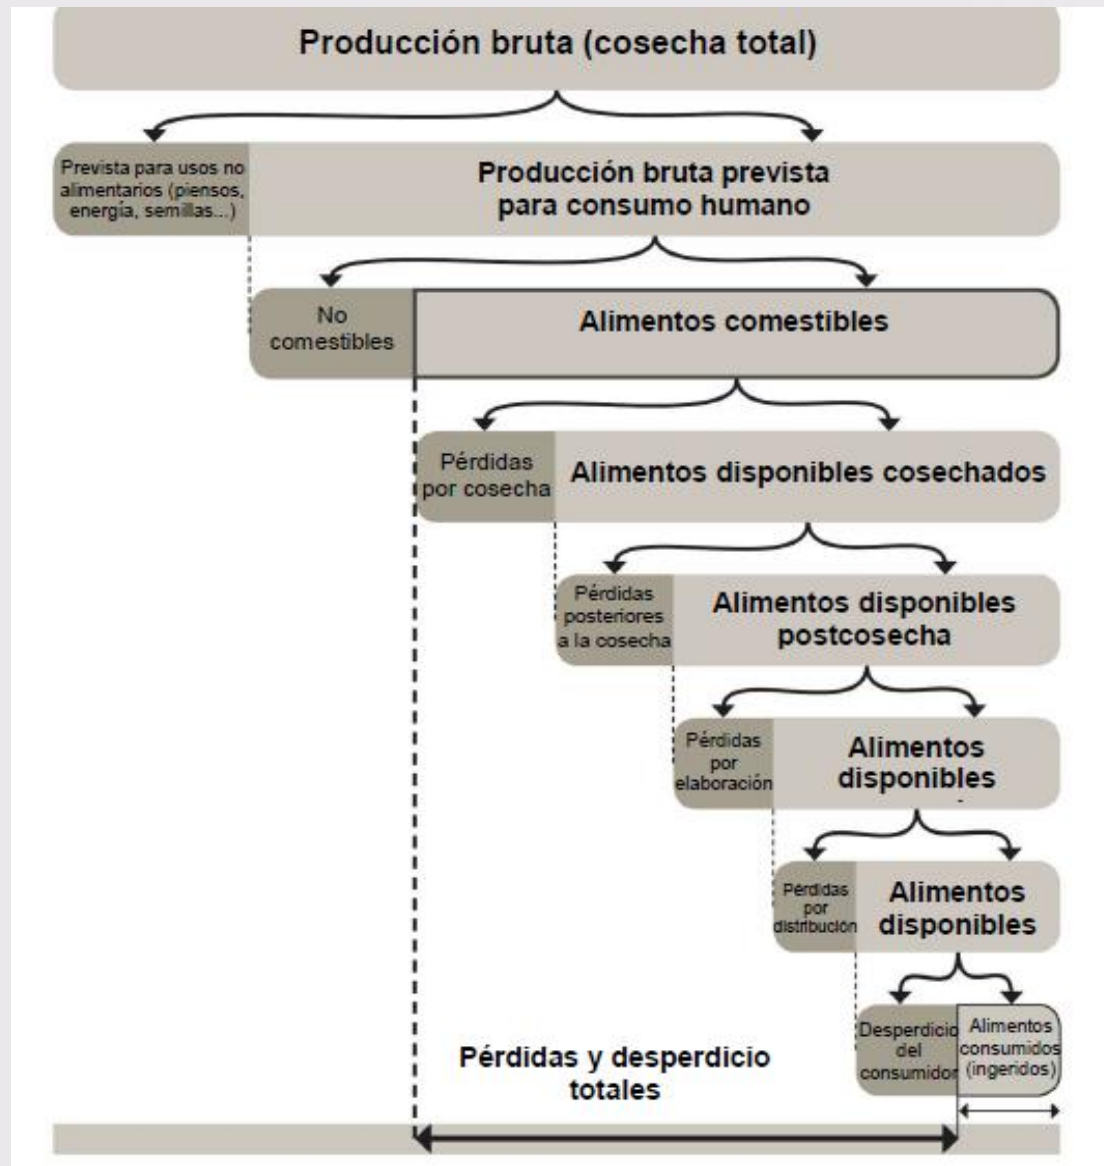 Producción bruta (cosecha total)
Prevista para usos no
alimentarios (piensos,
energía, semillas...)
Producción bruta prevista
para consumo humano
No
comestibles
Alimentos comestibles
Pérdidas
por cosecha
Alimentos disponibles cosechados
Pérdidas
posteriores
a la cosecha
Alimentos disponibles
postcosecha
Pérdidas
por
elaboración
Alimentos
disponibles
Pérdidas
por
distribución
Alimentos
disponibles
Desperdicio
del
consumidor
Alimentos
consumidos
(ingeridos)
Pérdidas y desperdicio
totales